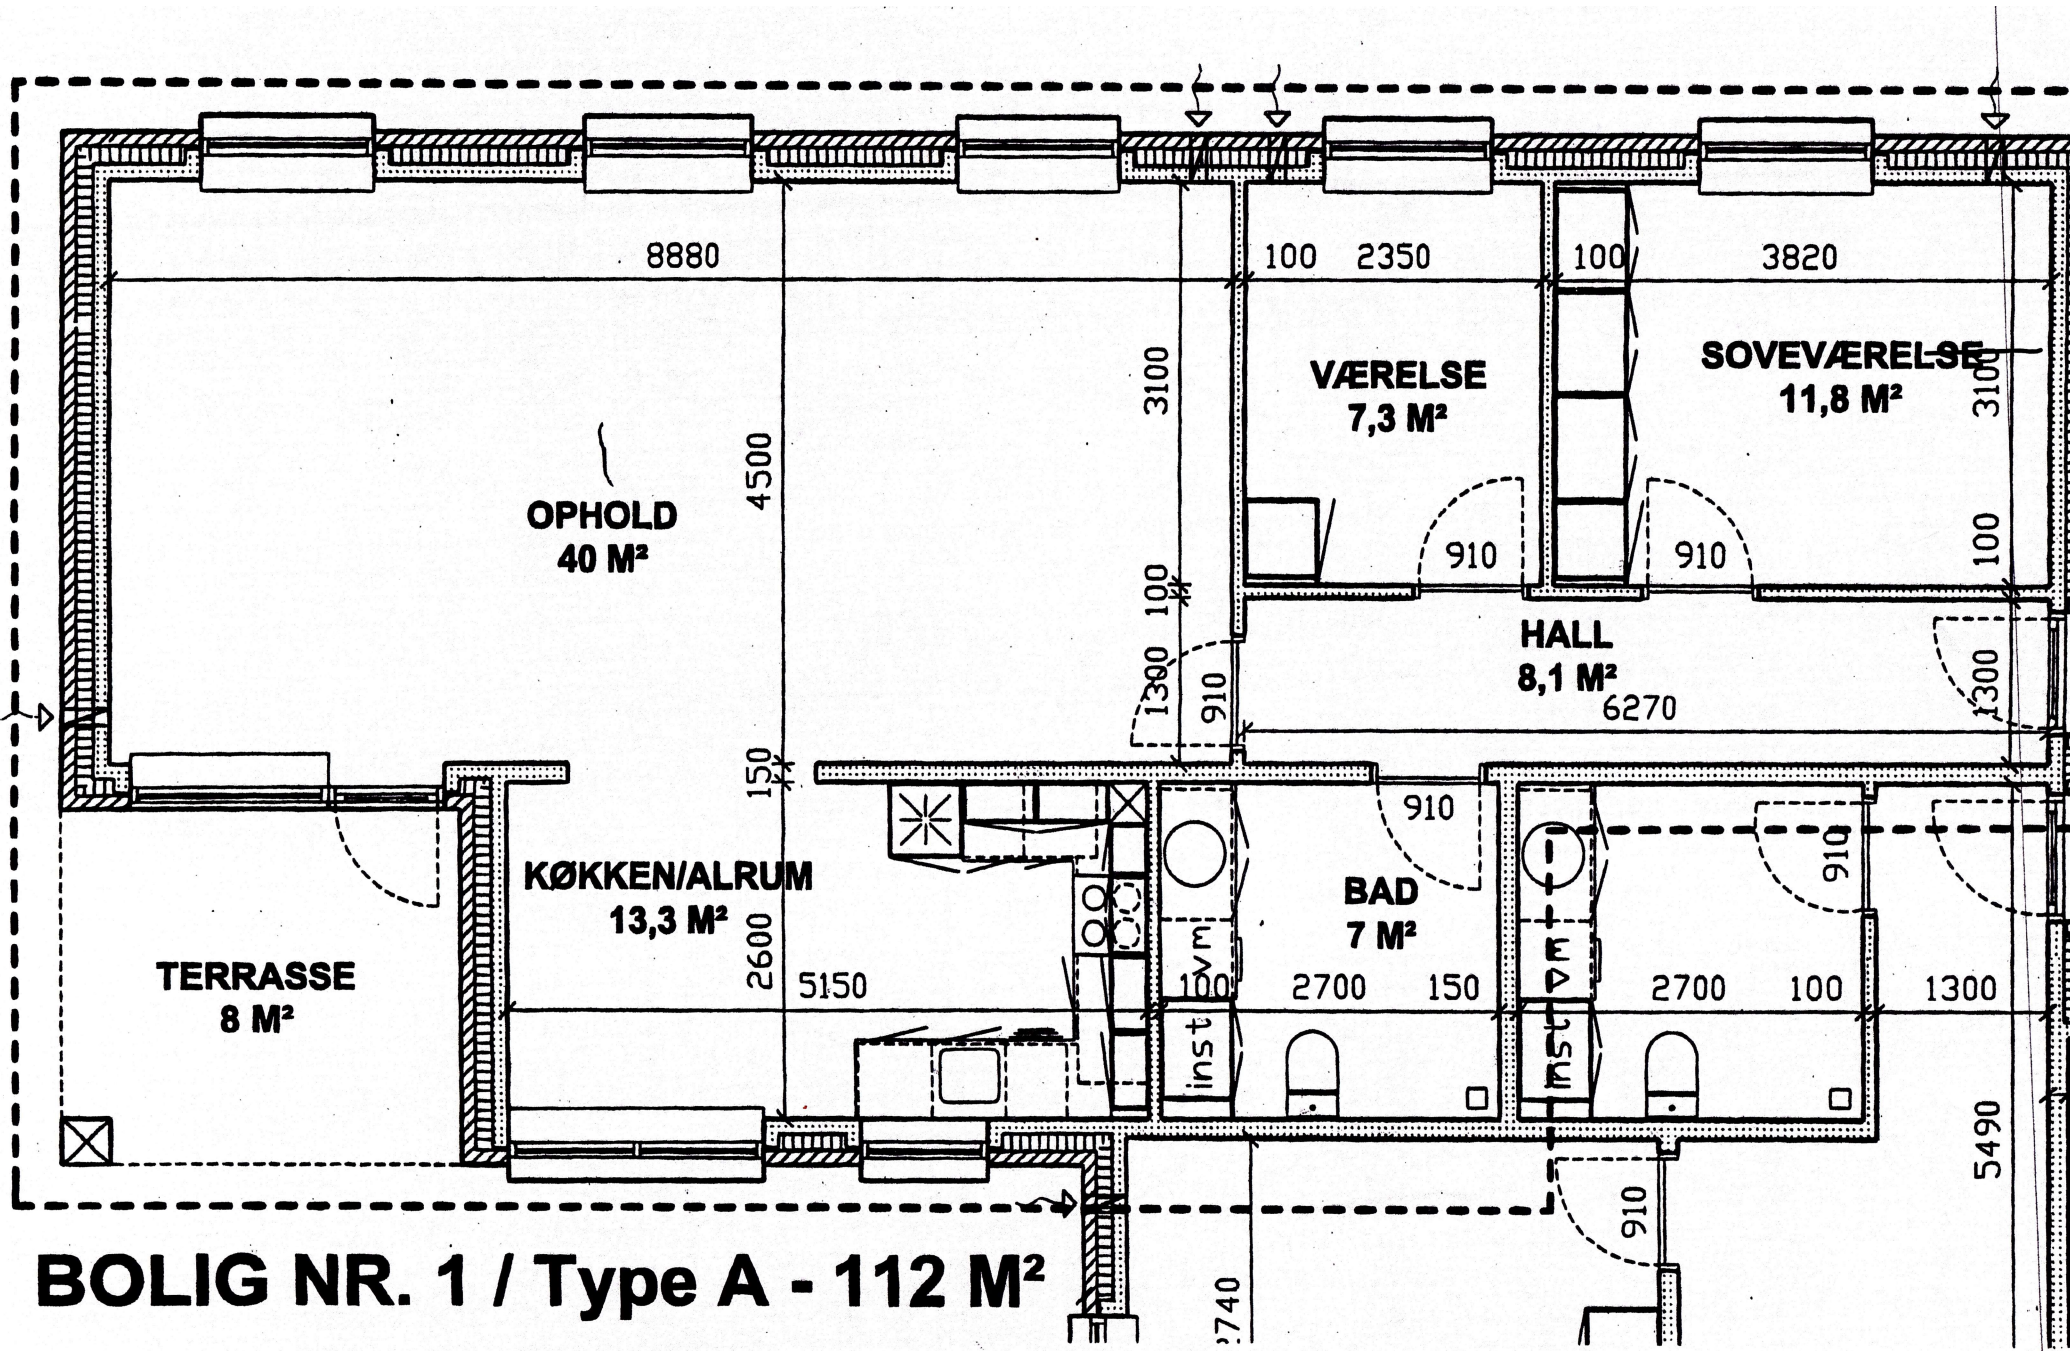 8880
100
2350
100
3820
3100
VÆRELSE
7,3 M²
SOVEVÆRELSE
11,8 M²
3100
4500
OPHOLD
40 M²
910
910
100
100
HALL
8,1 M²
6270
1300
910
1300
150
910
910
KØKKEN/ALRUM
13,3 M²
BAD
7 M²
2600
vm
vm
TERRASSE
8 M²
5150
100
2700
150
2700
100
1300
inst
inst
5490
910
BOLIG NR. 1 / Type A - 112 M²
2740